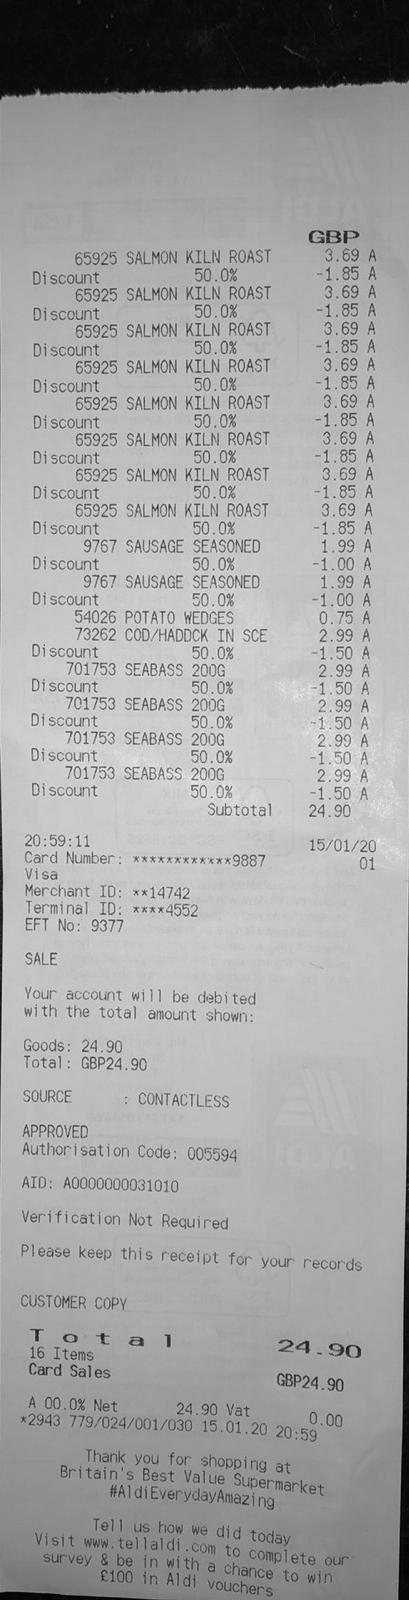 GBP
65925 SALMON KILN ROAST 3.69 A
Discount 50.0% -1.85 A
65925 SALMON KILN ROAST 3.69 A
Discount 50.0% -1.85 A
65925 SALMON KILN ROAST 3.69 A
Discount 50.0% -1.85 A
65925 SALMON KILN ROAST 3.69 A
Discount 50.0% -1.85 A
65925 SALMON KILN ROAST 3.69 A
Discount 50.0% -1.85 A
65925 SALMON KILN ROAST 3.69 A
Discount 50.0% -1.85 A
65925 SALMON KILN ROAST 3.69 A
Discount 50.0% -1.85 A
65925 SALMON KILN ROAST 3.69 A
Discount 50.0% -1.85 A
9767 SAUSAGE SEASONED 1.99 A
Discount 50.0% -1.00 A
9767 SAUSAGE SEASONED 1.99 A
Discount 50.0% -1.00 A
54026 POTATO WEDGES 0.75 A
73262 COD/HADDCK IN SCE 2.99 A
Discount 50.0% -1.50 A
701753 SEABASS 200G 2.99 A
Discount 50.0% -1.50 A
701753 SEABASS 200G 2.99 A
Discount 50.0% -1.50 A
701753 SEABASS 200G 2.99 A
Discount 50.0% -1.50 A
701753 SEABASS 200G 2.99 A
Discount 50.0% -1.50 A
Subtotal 24.90
20:59:11 15/01/20
Card Number: ************9887 01
Visa
Merchant ID: **14742
Terminal ID: ****4552
EFT No: 9377
SALE
Your account will be debited
with the total amount shown:
Goods: 24.90
Total: GBP24.90
SOURCE : CONTACTLESS
APPROVED
Authorisation Code: 005594
AID: A0000000031010
Verification Not Required
Please keep this receipt for your records
CUSTOMER COPY
Total 24.90
16 Items
Card Sales GBP24.90
A 00.0% Net 24.90 Vat 0.00
*2943 779/024/001/030 15.01.20 20:59
Thank you for shopping at
Britain's Best Value Supermarket
#AldiEverydayAmazing
Tell us how we did today
Visit www.tellaldi.com to complete our
survey & be in with a chance to win
£100 in Aldi vouchers